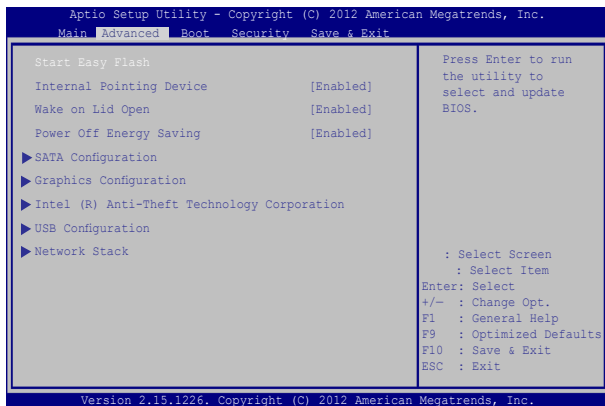 Aptio Setup Utility - Copyright (C) 2012 American Megatrends, Inc.
Main Advanced Boot Security Save & Exit
Start Easy Flash
Internal Pointing Device [Enabled]
Wake on Lid Open [Enabled]
Power Off Energy Saving [Enabled]
SATA Configuration
Graphics Configuration
Intel (R) Anti-Theft Technology Corporation
USB Configuration
Network Stack
Press Enter to run
the utility to
select and update
BIOS.
: Select Screen
: Select Item
Enter: Select
+/— : Change Opt.
F1 : General Help
F9 : Optimized Defaults
F10 : Save & Exit
ESC : Exit
Version 2.15.1226. Copyright (C) 2012 American Megatrends, Inc.